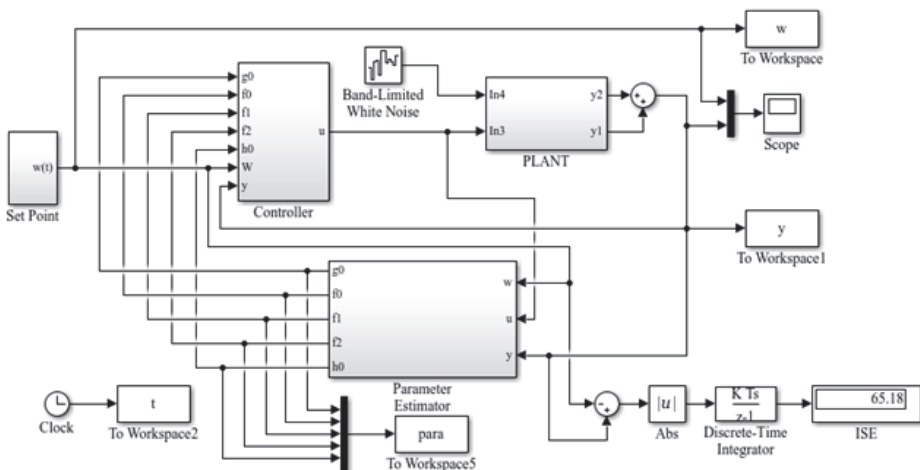 w
To Workspace
g0
f0
f1
f2
h0
W
y
u
Controller
Band-Limited
White Noise
In4
In3
y2
y1
PLANT
+
+
Scope
w(t)
Set Point
y
To Workspace1
g0
f0
f1
f2
h0
w
u
y
Parameter
Estimator
Clock
t
To Workspace2
para
To Workspace5
-
+
|u|
Abs
K Ts
z-1
Discrete-Time
Integrator
65.18
ISE